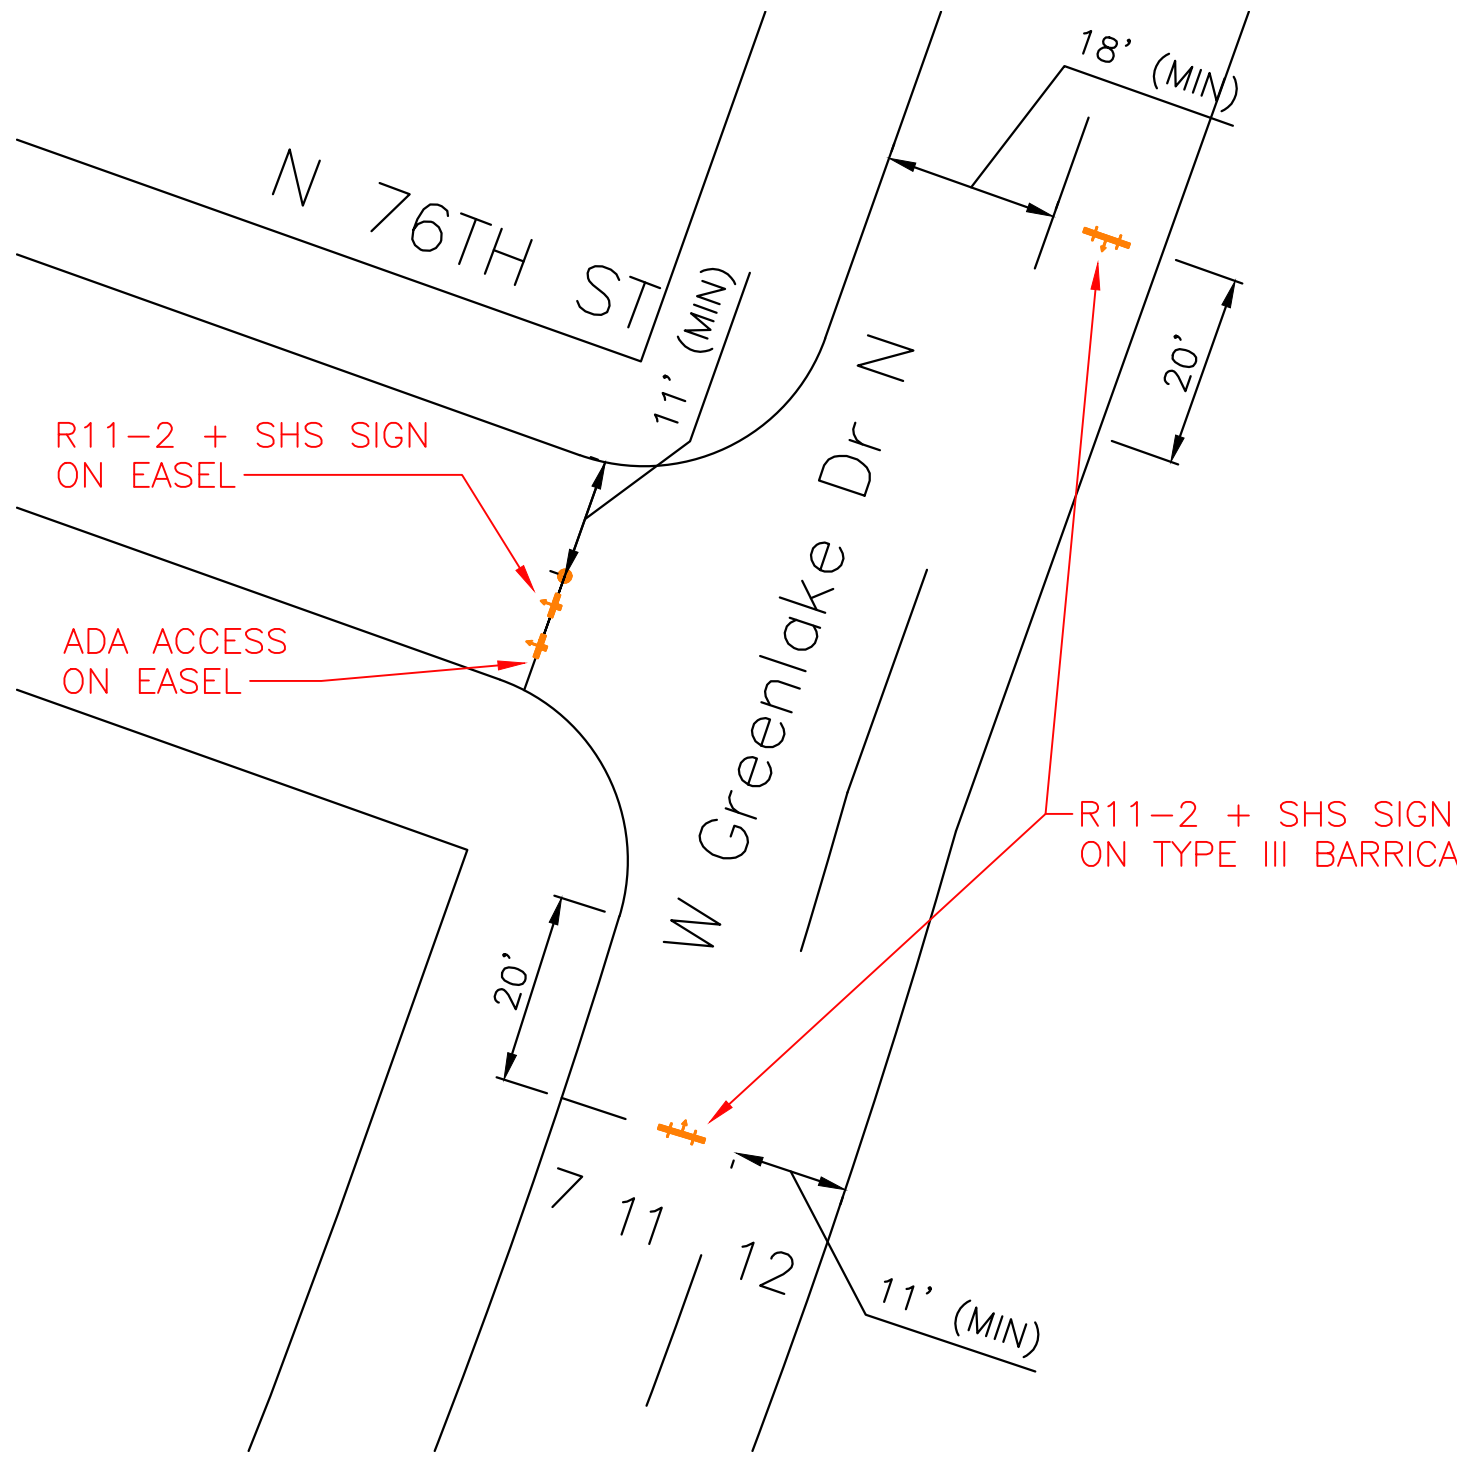 18' (MIN)
N 76TH ST
11' (MIN)
20'
W Greenlake Dr N
R11-2 + SHS SIGN
ON EASEL
ADA ACCESS
ON EASEL
R11-2 + SHS SIGN
ON TYPE III BARRICA
20'
7 11 12
11' (MIN)